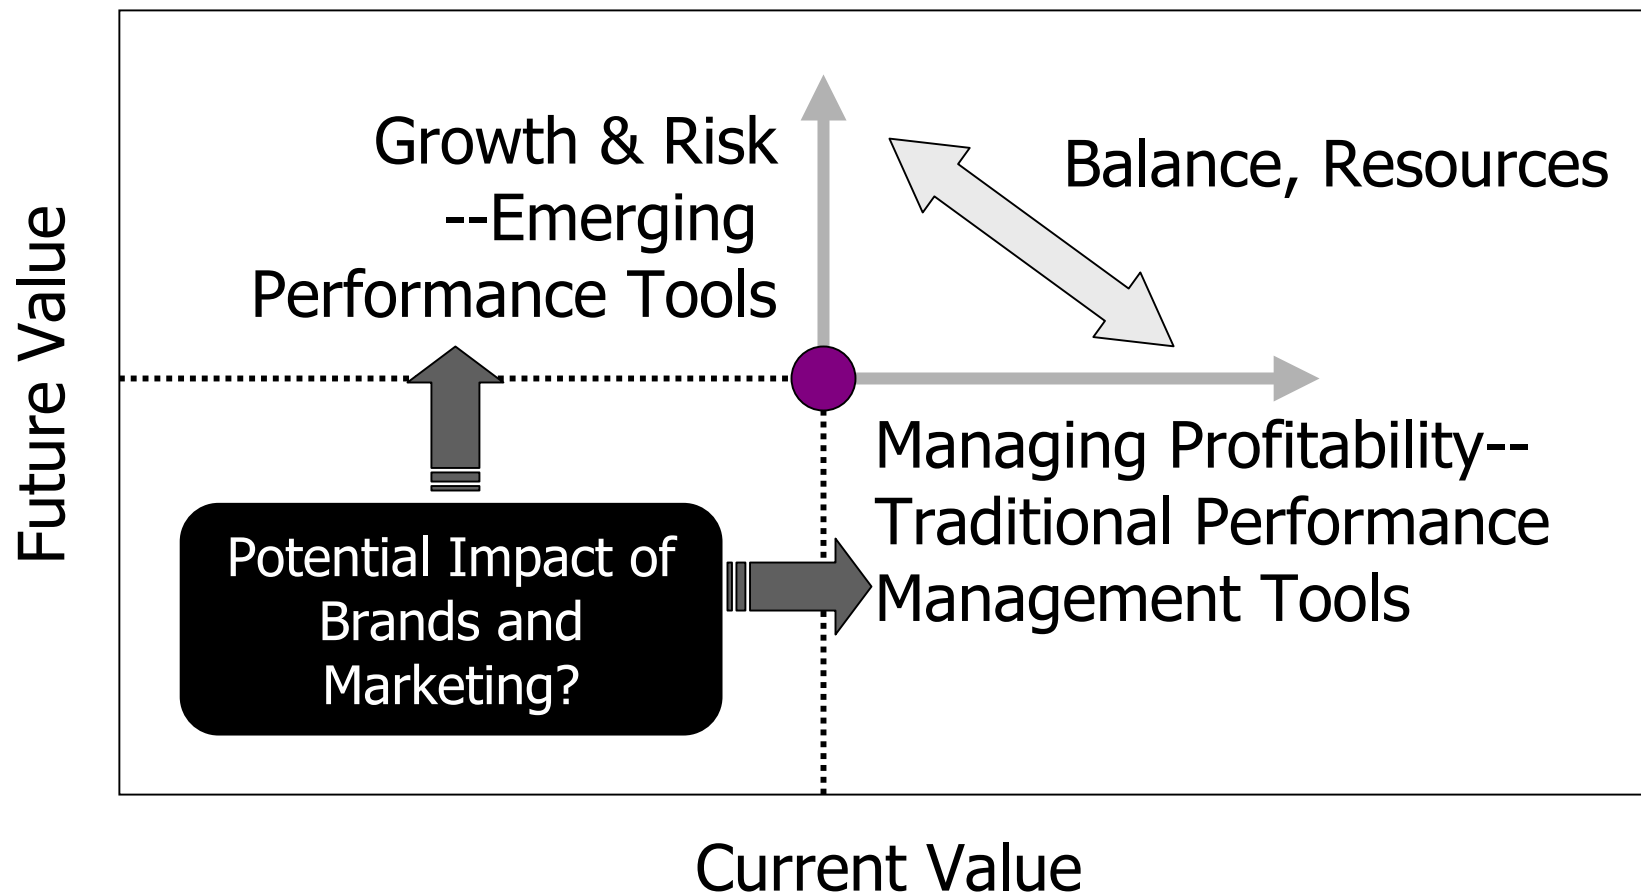 Growth & Risk
--Emerging
Performance Tools
Balance, Resources
Future Value
Managing Profitability--
Traditional Performance
Management Tools
Potential Impact of
Brands and
Marketing?
Current Value